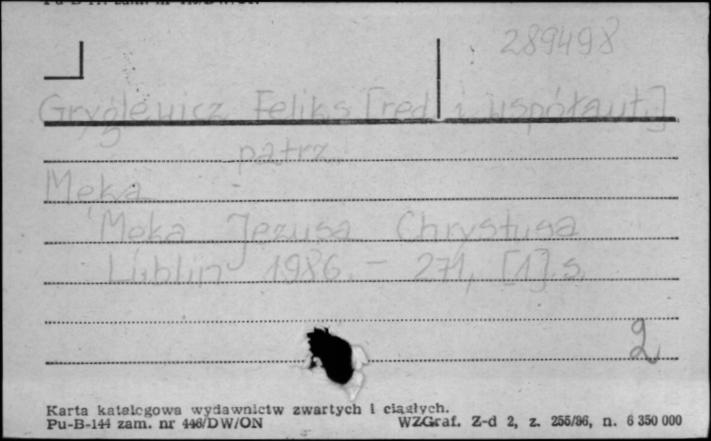 289498
Gryglewicz Feliks [red. i współaut.]
patrz
Męka
Męka Jezusa Chrystusa
Lublin 1986. - 271, [1] s.
2
Karta katalogowa wydawnictw zwartych i ciągłych.
Pu-B-144 zam. nr 446/DW/ON WZGraf. Z-d 2, z. 255/86, n. 6 350 000